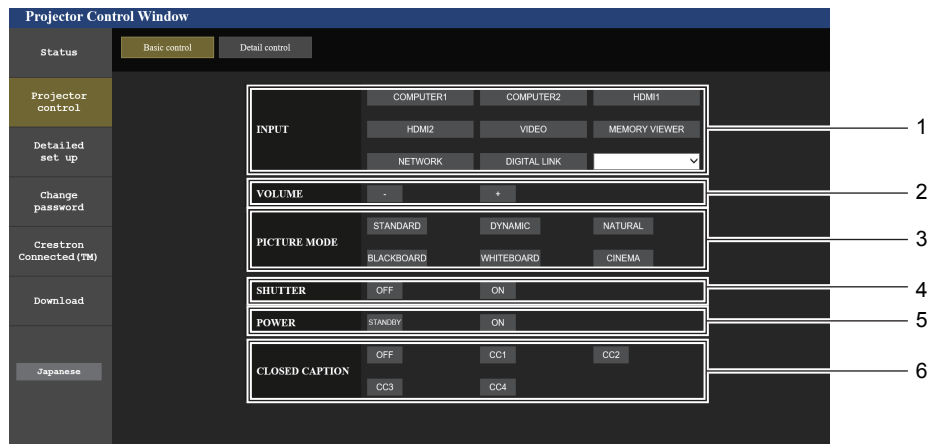 Projector Control Window
Status
Basic control Detail control
Projector
control
Detailed
set up
Change
password
Crestron
Connected(TM)
Download
Japanese
INPUT
COMPUTER1 COMPUTER2 HDMI1
HDMI2 VIDEO MEMORY VIEWER
NETWORK DIGITAL LINK
1
VOLUME - +
2
PICTURE MODE
STANDARD DYNAMIC NATURAL
BLACKBOARD WHITEBOARD CINEMA
3
SHUTTER OFF ON
4
POWER STANDBY ON
5
CLOSED CAPTION
OFF CC1 CC2
CC3 CC4
6